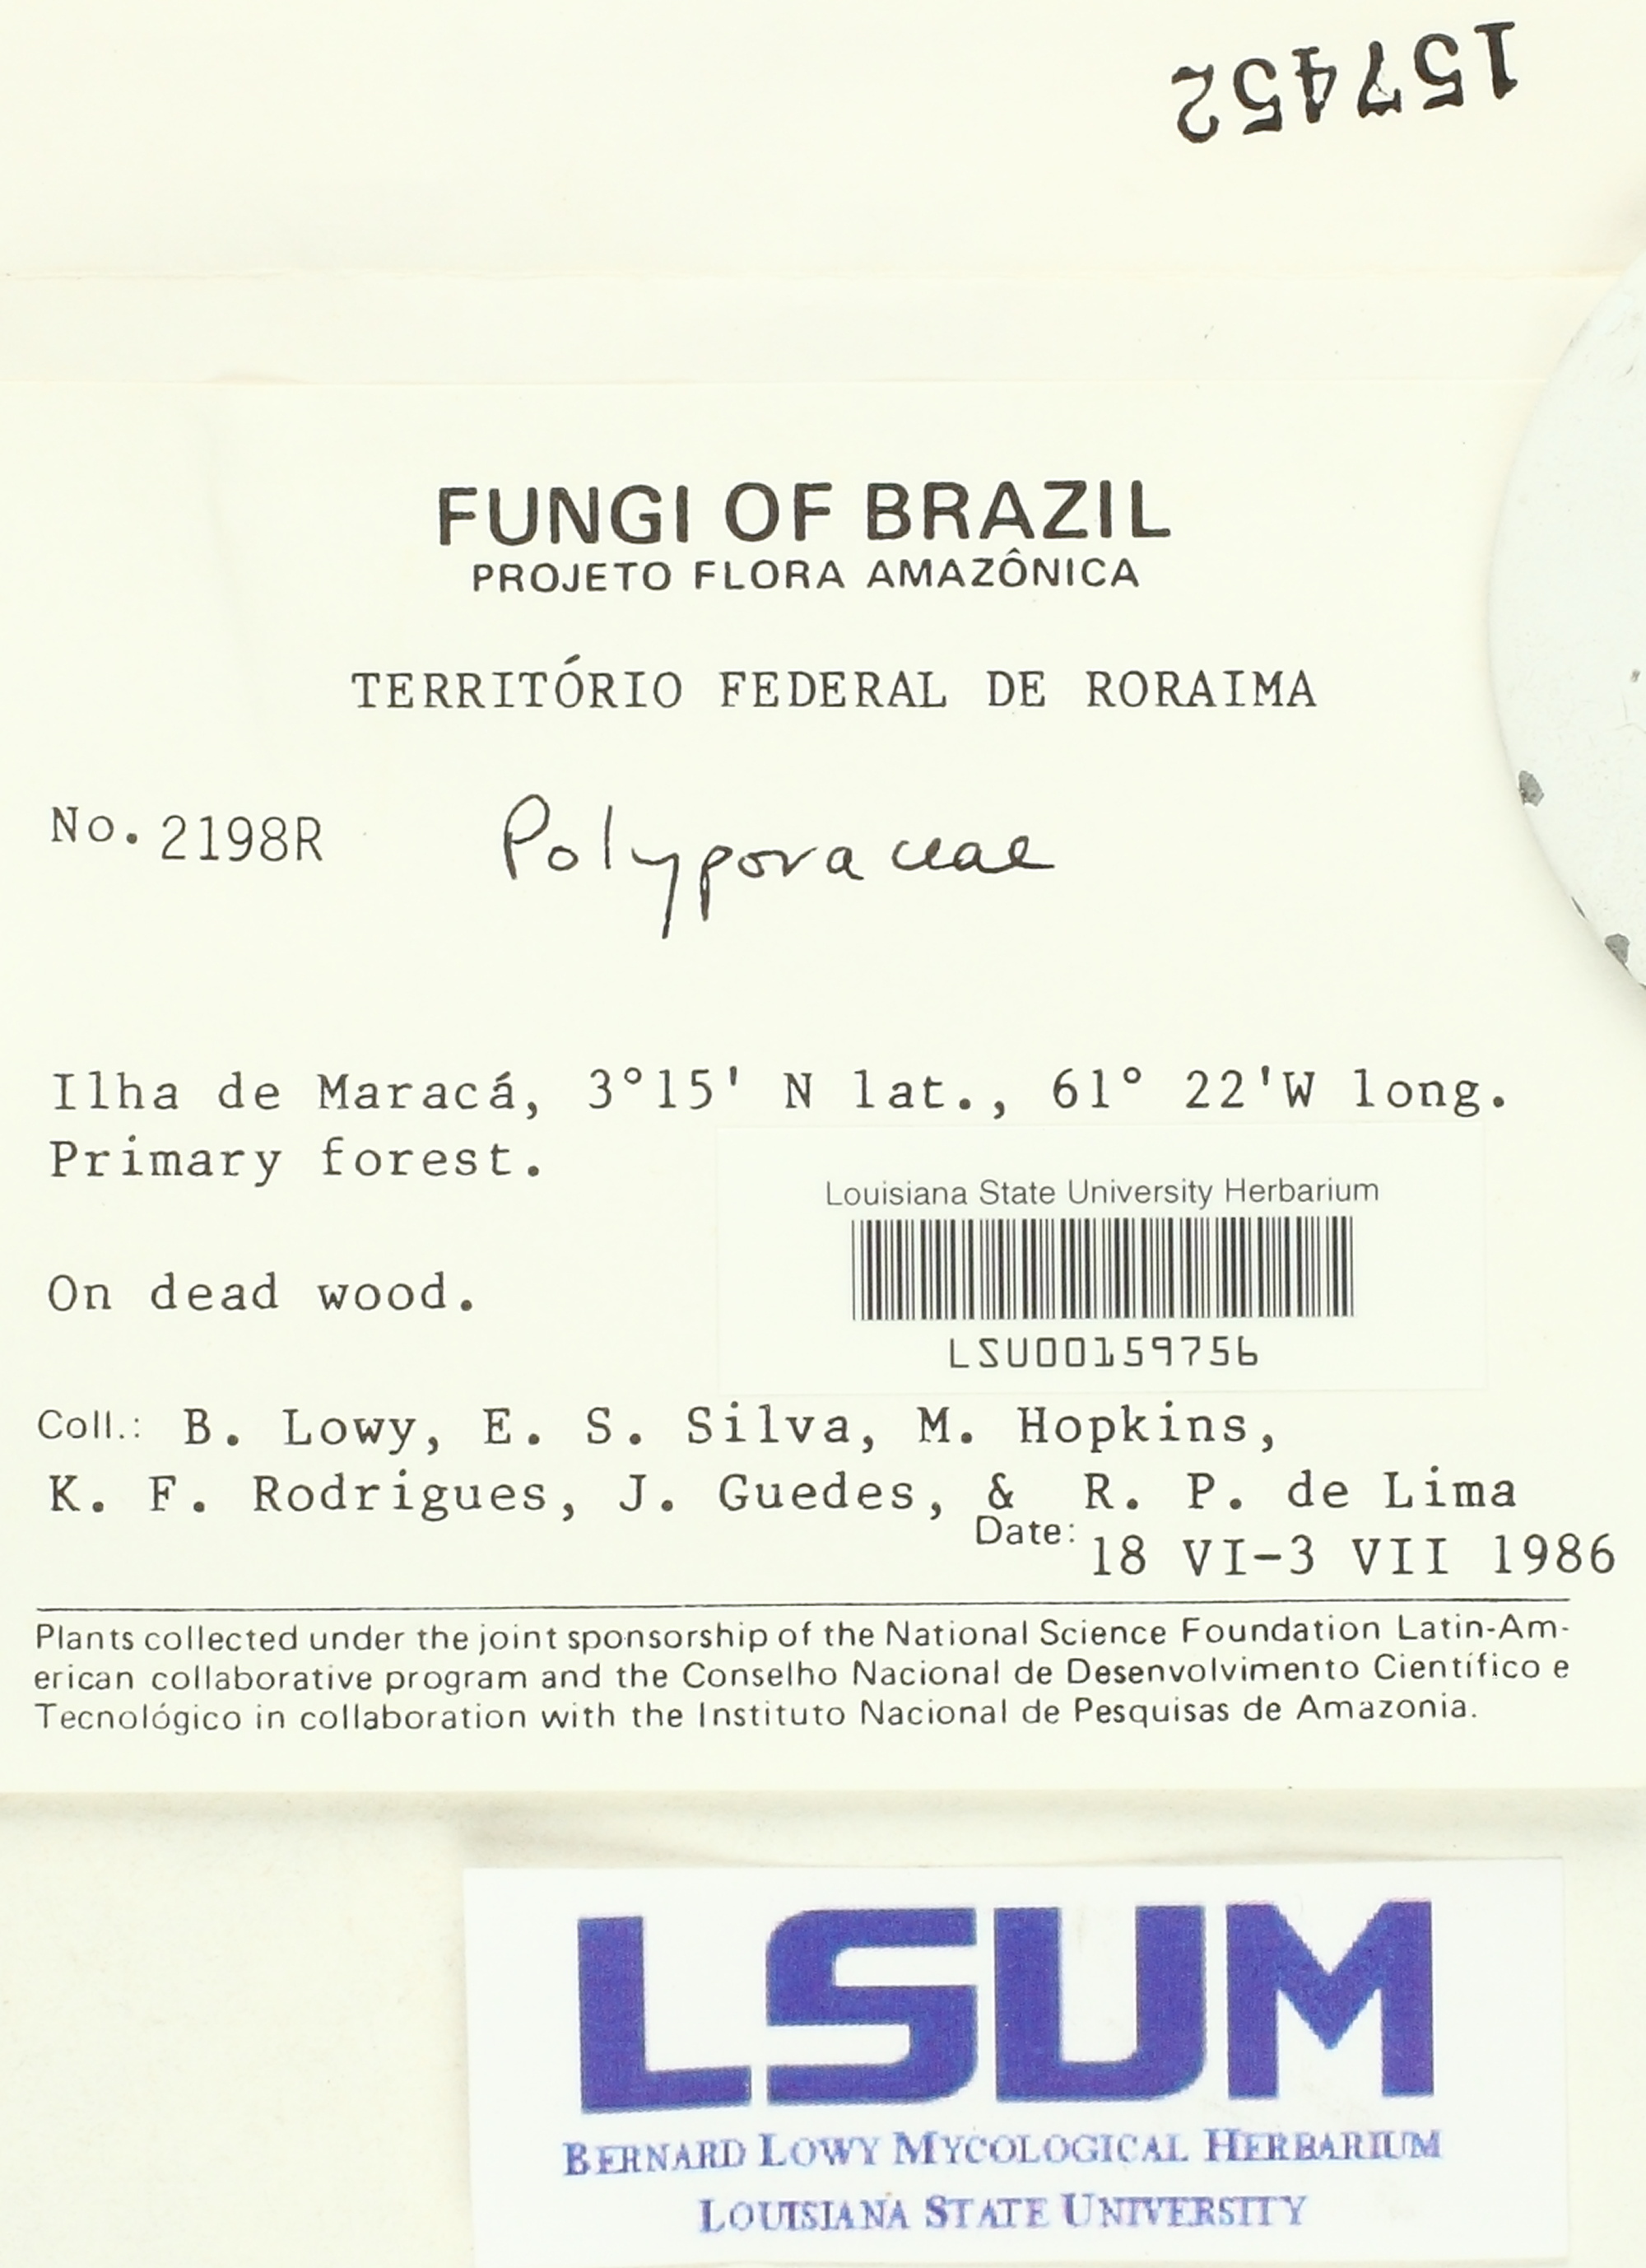 157452
FUNGI OF BRAZIL
PROJETO FLORA AMAZÔNICA
TERRITÓRIO FEDERAL DE RORAIMA
No. 2198R Polyporaceae
Ilha de Maracá, 3°15' N lat., 61° 22'W long.
Primary forest.
Louisiana State University Herbarium
On dead wood.
LSU00159756
Coll.: B. Lowy, E. S. Silva, M. Hopkins,
K. F. Rodrigues, J. Guedes, & R. P. de Lima
Date: 18 VI-3 VII 1986
Plants collected under the joint sponsorship of the National Science Foundation Latin-Am-
erican collaborative program and the Conselho Nacional de Desenvolvimento Científico e
Tecnológico in collaboration with the Instituto Nacional de Pesquisas de Amazonia.
LSUM
BERNARD LOWY MYCOLOGICAL HERBARIUM
LOUISIANA STATE UNIVERSITY